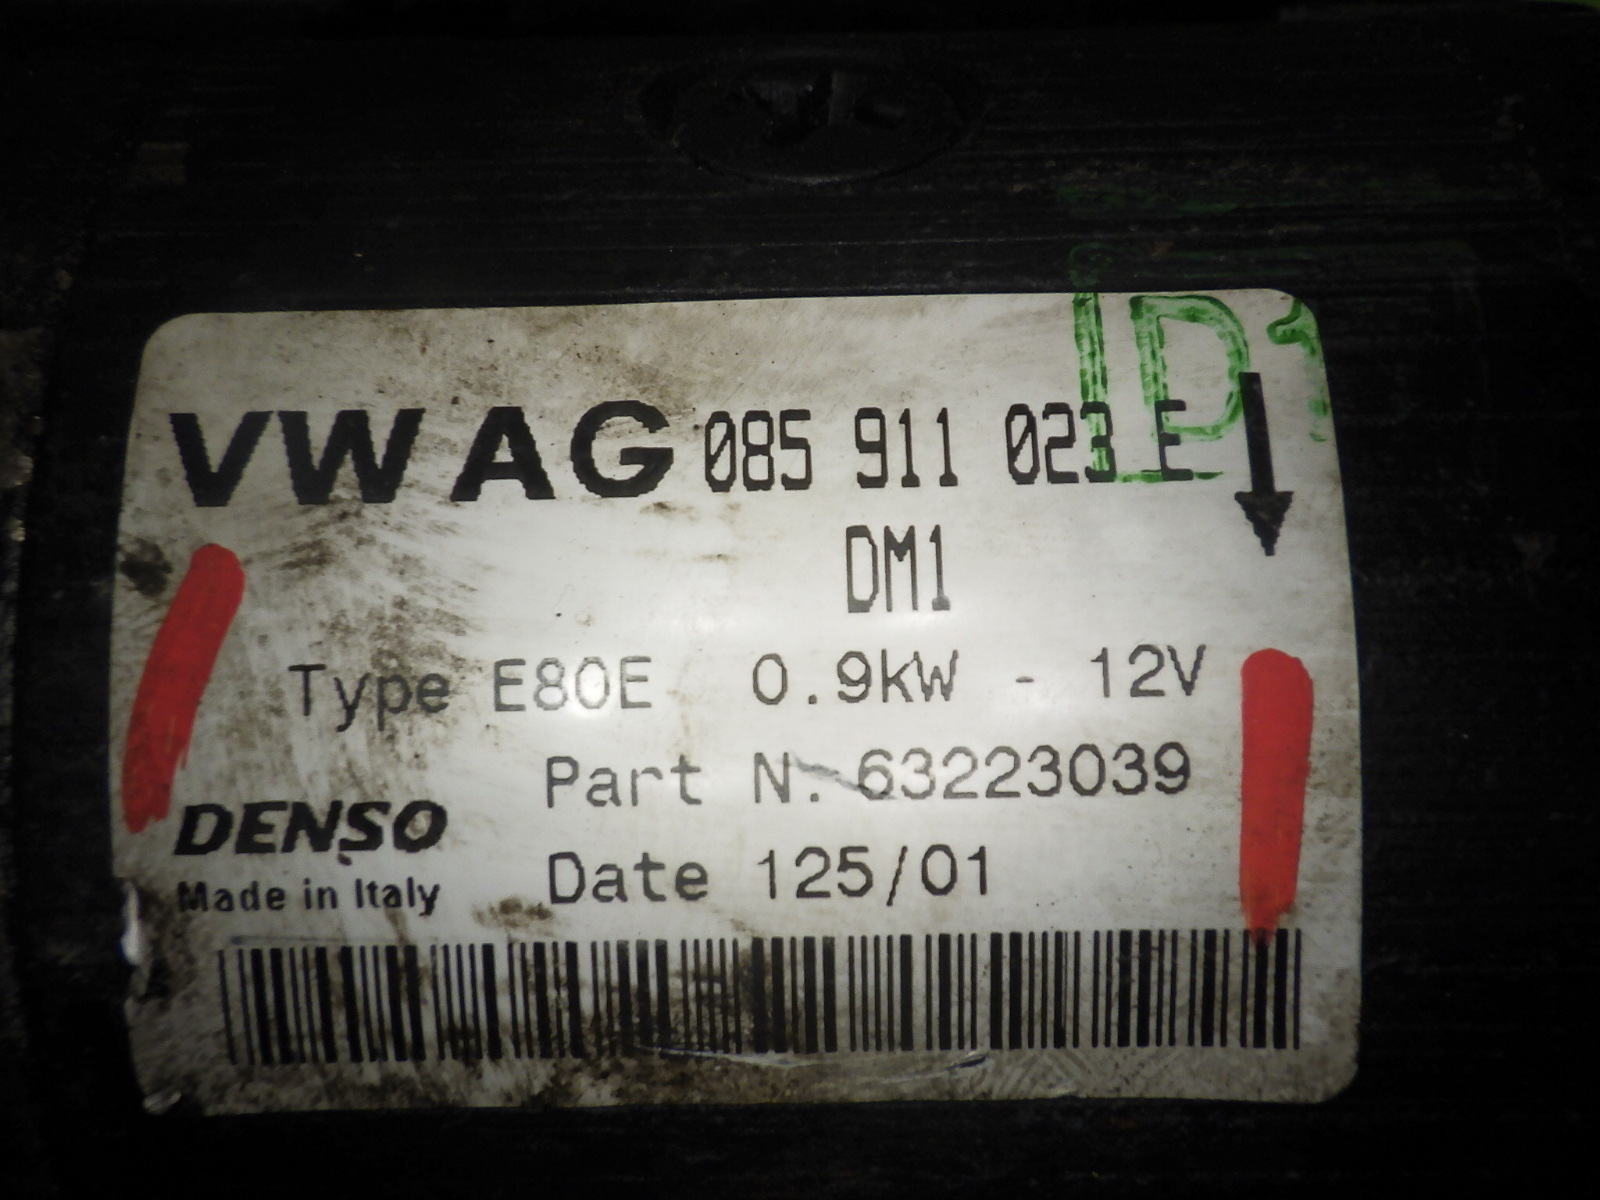 VW AG 085 911 023 E
DM1
Type E80E 0.9kW - 12V
Part N. 63223039
DENSO
Made in Italy
Date 125/01